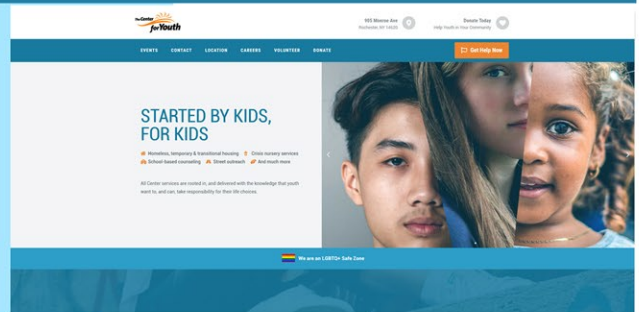 the Center
for Youth
905 Monroe Ave
Rochester, NY 14620
Donate Today
Help Youth in Your Community
EVENTS CONTACT LOCATION CAREERS VOLUNTEER DONATE
Get Help Now
STARTED BY KIDS,
FOR KIDS
Homeless, temporary & transitional housing Crisis nursery services
School-based counseling Street outreach And much more
All Center services are rooted in, and delivered with the knowledge that youth
want to, and can, take responsibility for their life choices.
We are an LGBTQ+ Safe Zone